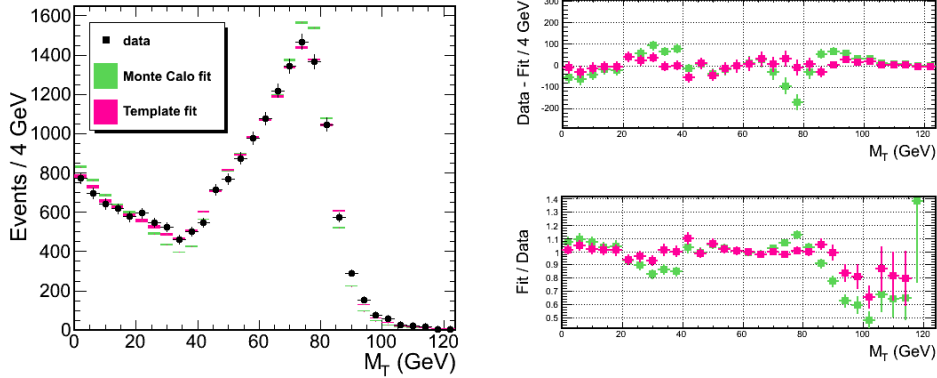 Events / 4 GeV
1600
1400
1200
1000
800
600
400
200
0
data
Monte Calo fit
Template fit
0 20 40 60 80 100 120
M_T (GeV)
Data - Fit / 4 GeV
300
200
100
0
-100
-200
0 20 40 60 80 100 120
M_T (GeV)
Fit / Data
1.4
1.3
1.2
1.1
1
0.9
0.8
0.7
0.6
0.5
0 20 40 60 80 100 120
M_T (GeV)